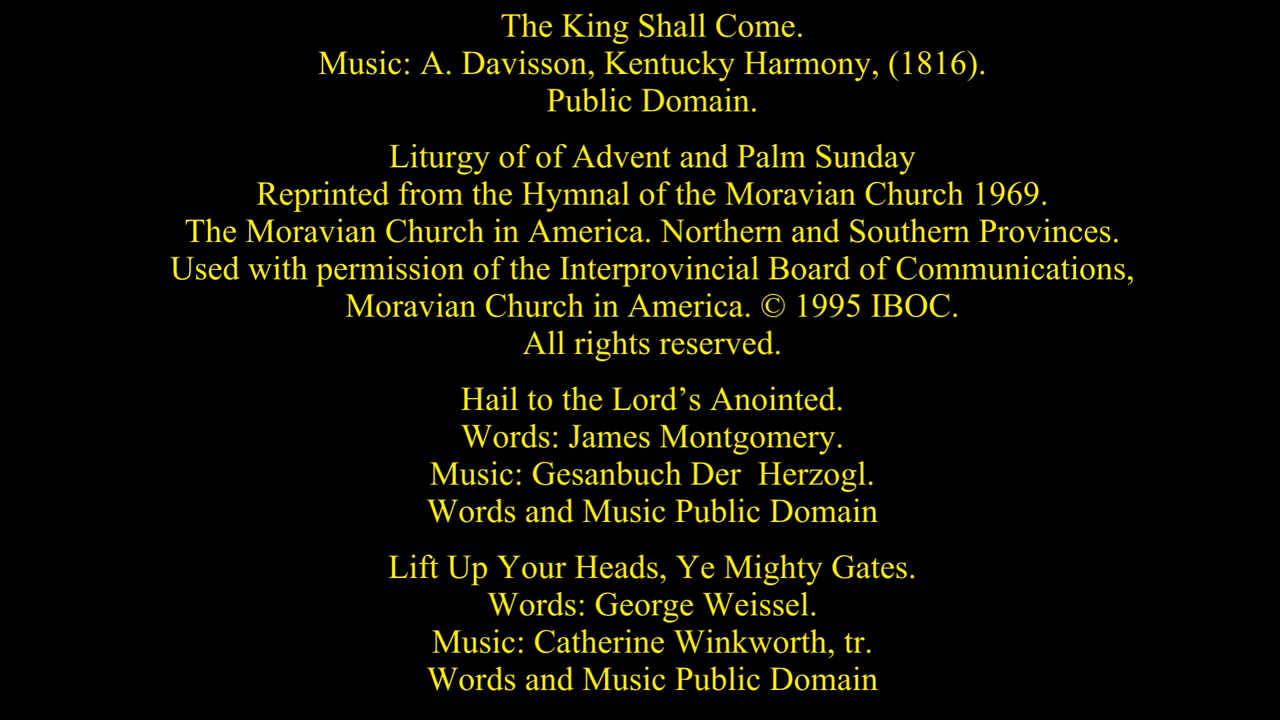 The King Shall Come.
Music: A. Davisson, Kentucky Harmony, (1816).
Public Domain.
Liturgy of of Advent and Palm Sunday
Reprinted from the Hymnal of the Moravian Church 1969.
The Moravian Church in America. Northern and Southern Provinces.
Used with permission of the Interprovincial Board of Communications,
Moravian Church in America. © 1995 IBOC.
All rights reserved.
Hail to the Lord’s Anointed.
Words: James Montgomery.
Music: Gesanbuch Der  Herzogl.
Words and Music Public Domain
Lift Up Your Heads, Ye Mighty Gates.
Words: George Weissel.
Music: Catherine Winkworth, tr.
Words and Music Public Domain